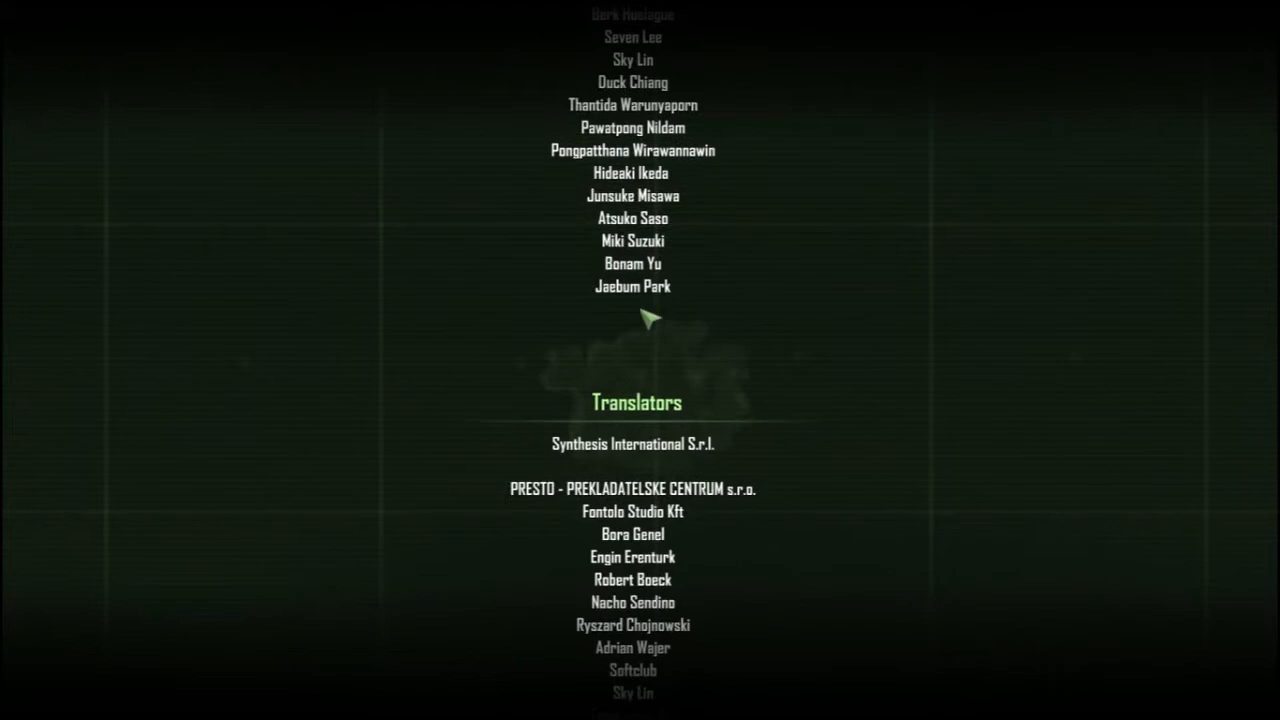 Seven Lee
Sky Lin
Duck Chiang
Thantida Warunyaporn
Pawatpong Nildam
Pongpatthana Wirawannawin
Hideaki Ikeda
Junsuke Misawa
Atsuko Saso
Miki Suzuki
Bonam Yu
Jaebum Park
Translators
Synthesis International S.r.l.
PRESTO - PREKLADATELSKE CENTRUM s.r.o.
Fontolo Studio Kft
Bora Genel
Engin Erenturk
Robert Boeck
Nacho Sendino
Ryszard Chojnowski
Adrian Wajer
Softclub
Sky Lin